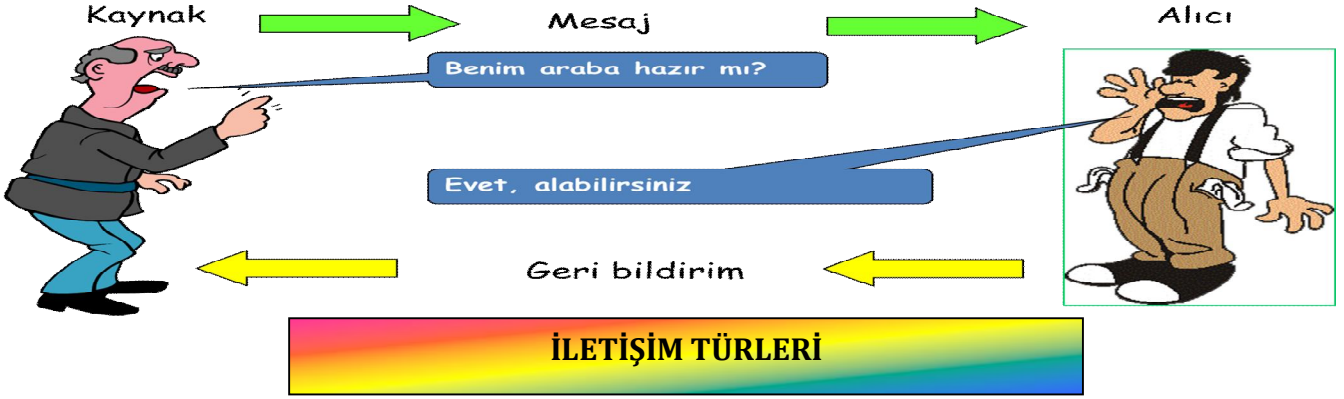 Kaynak
Mesaj
Alıcı
Benim araba hazır mı?
Evet, alabilirsiniz
Geri bildirim
İLETİŞİM TÜRLERİ